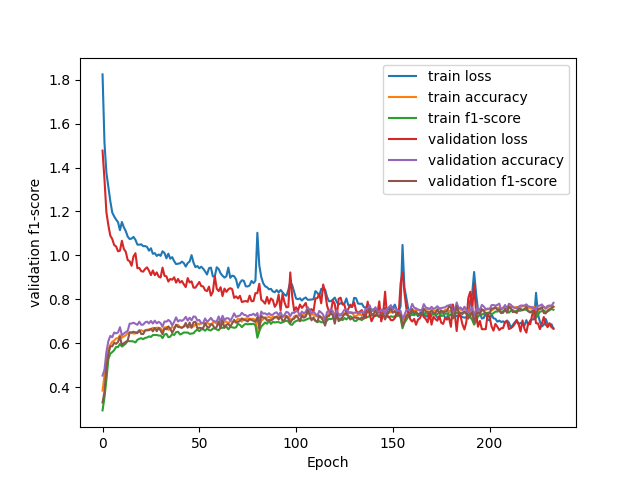 train loss
train accuracy
train f1-score
validation loss
validation accuracy
validation f1-score
1.8
1.6
1.4
1.2
1.0
0.8
0.6
0.4
validation f1-score
0
50
100
150
200
Epoch